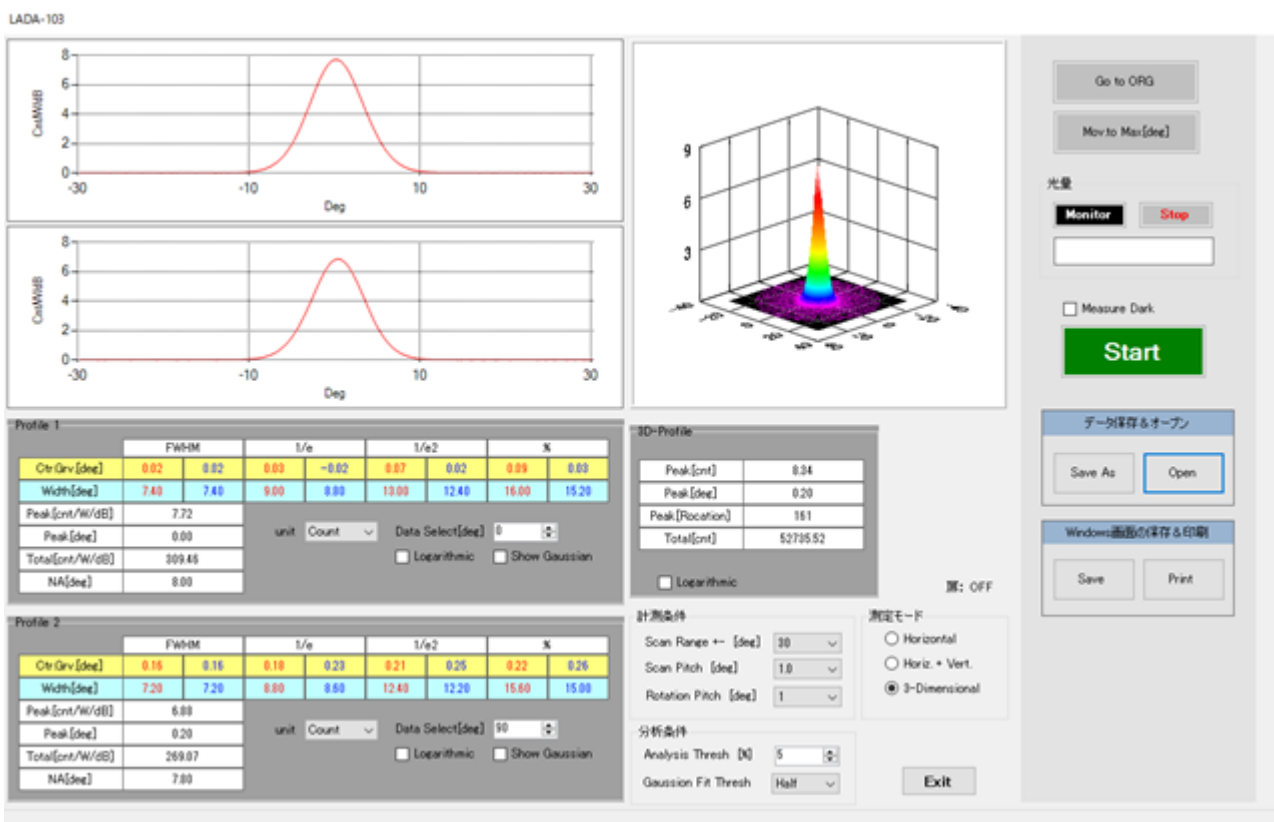 LADA-103
8
6
4
2
0
Cnt/W/dB
-30 -10 10 30
Deg
8
6
4
2
0
Cnt/W/dB
-30 -10 10 30
Deg
9
6
3
Profile 1
FWHM 1/e 1/e2 %
Ctr Grv [deg] 0.02 0.02 0.03 -0.02 0.07 0.02 0.09 0.03
Width[deg] 7.40 7.40 9.00 8.80 13.00 12.40 16.00 15.20
Peak[cnt/W/dB] 7.72
Peak[deg] 0.00
Total[cnt/W/dB] 309.46
NA[deg] 8.00
unit Count Data Select[deg] 0
Logarithmic Show Gaussian
Profile 2
FWHM 1/e 1/e2 %
Ctr Grv [deg] 0.16 0.16 0.18 0.23 0.21 0.25 0.22 0.26
Width[deg] 7.20 7.20 8.80 8.60 12.40 12.20 15.60 15.00
Peak[cnt/W/dB] 6.88
Peak[deg] 0.20
Total[cnt/W/dB] 269.07
NA[deg] 7.80
unit Count Data Select[deg] 90
Logarithmic Show Gaussian
3D-Profile
Peak[cnt] 8.34
Peak[deg] 0.20
Peak[Rocation] 161
Total[cnt] 52735.52
Logarithmic
: OFF
計測条件
Scan Range +- [deg] 30
Scan Pitch [deg] 1.0
Rotation Pitch [deg] 1
測定モード
Horizontal
Horiz. + Vert.
3-Dimensional
分析条件
Analysis Thresh [%] 5
Gaussion Fit Thresh Half
Exit
Go to ORG
Mov.to Max[deg]
光量
Monitor Stop
Measure Dark
Start
データ保存&オープン
Save As Open
Windows画面の保存&印刷
Save Print